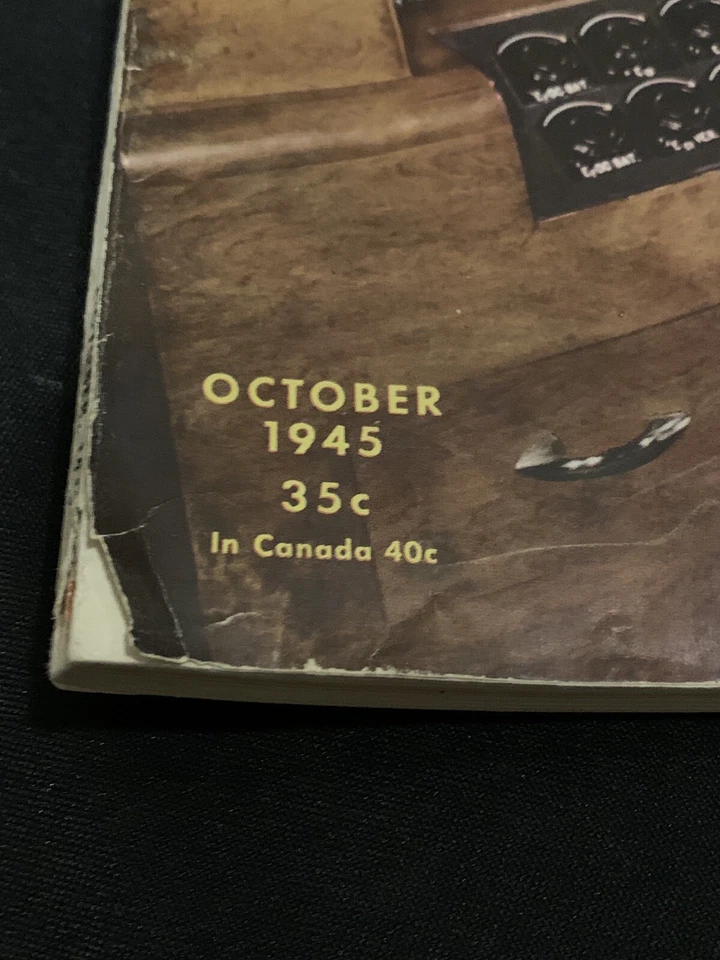 OCTOBER
1945
35c
In Canada 40c